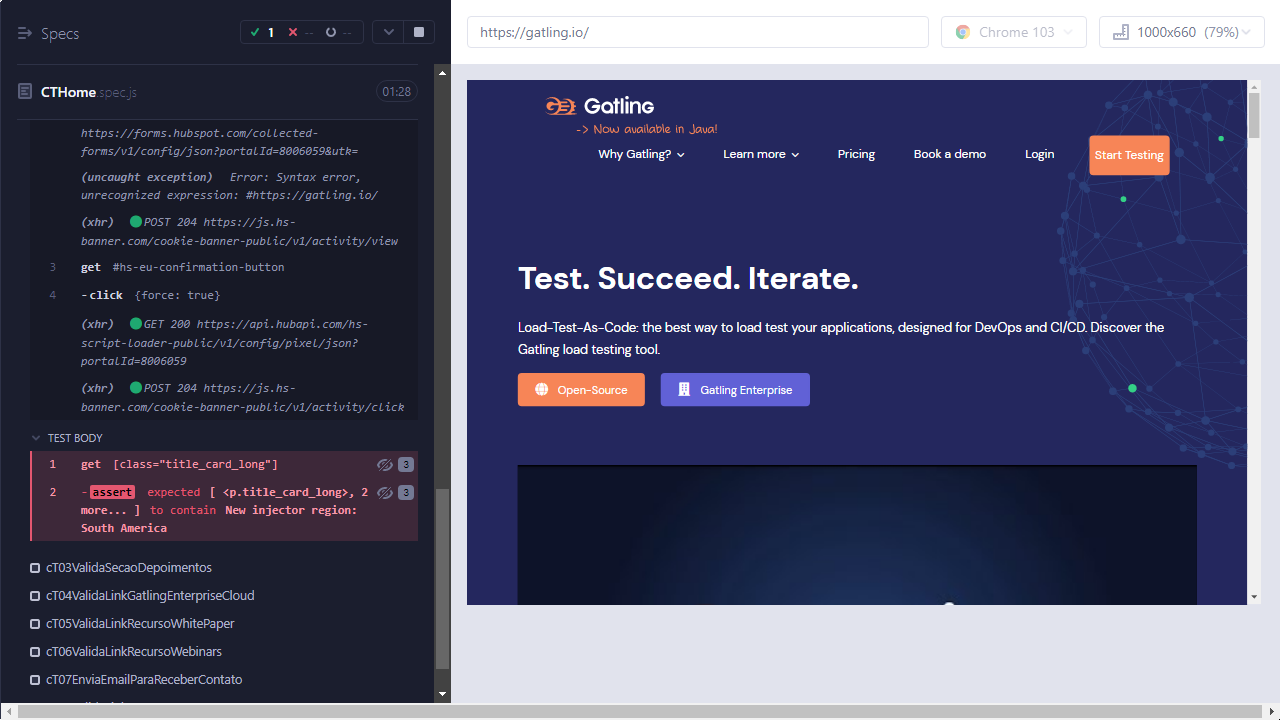 Specs
1
--
--
CTHome.spec.js
01:28
https://forms.hubspot.com/collected-
forms/v1/config/json?portalId=8006059&utk=
(uncaught exception) Error: Syntax error,
unrecognized expression: #https://gatling.io/
(xhr) POST 204 https://js.hs-
banner.com/cookie-banner-public/v1/activity/view
3 get #hs-eu-confirmation-button
4 -click {force: true}
(xhr) GET 200 https://api.hubapi.com/hs-
script-loader-public/v1/config/pixel/json?
portalId=8006059
(xhr) POST 204 https://js.hs-
banner.com/cookie-banner-public/v1/activity/click
TEST BODY
1 get [class="title_card_long"] 3
2 -assert expected [ <p.title_card_long>, 2 3
more... ] to contain New injector region:
South America
cT03ValidaSecaoDepoimentos
cT04ValidaLinkGatlingEnterpriseCloud
cT05ValidaLinkRecursoWhitePaper
cT06ValidaLinkRecursoWebinars
cT07EnviaEmailParaReceberContato
https://gatling.io/
Chrome 103
1000x660 (79%)
Gatling
-> Now available in Java!
Why Gatling?
Learn more
Pricing
Book a demo
Login
Start Testing
Test. Succeed. Iterate.
Load-Test-As-Code: the best way to load test your applications, designed for DevOps and CI/CD. Discover the
Gatling load testing tool.
Open-Source
Gatling Enterprise